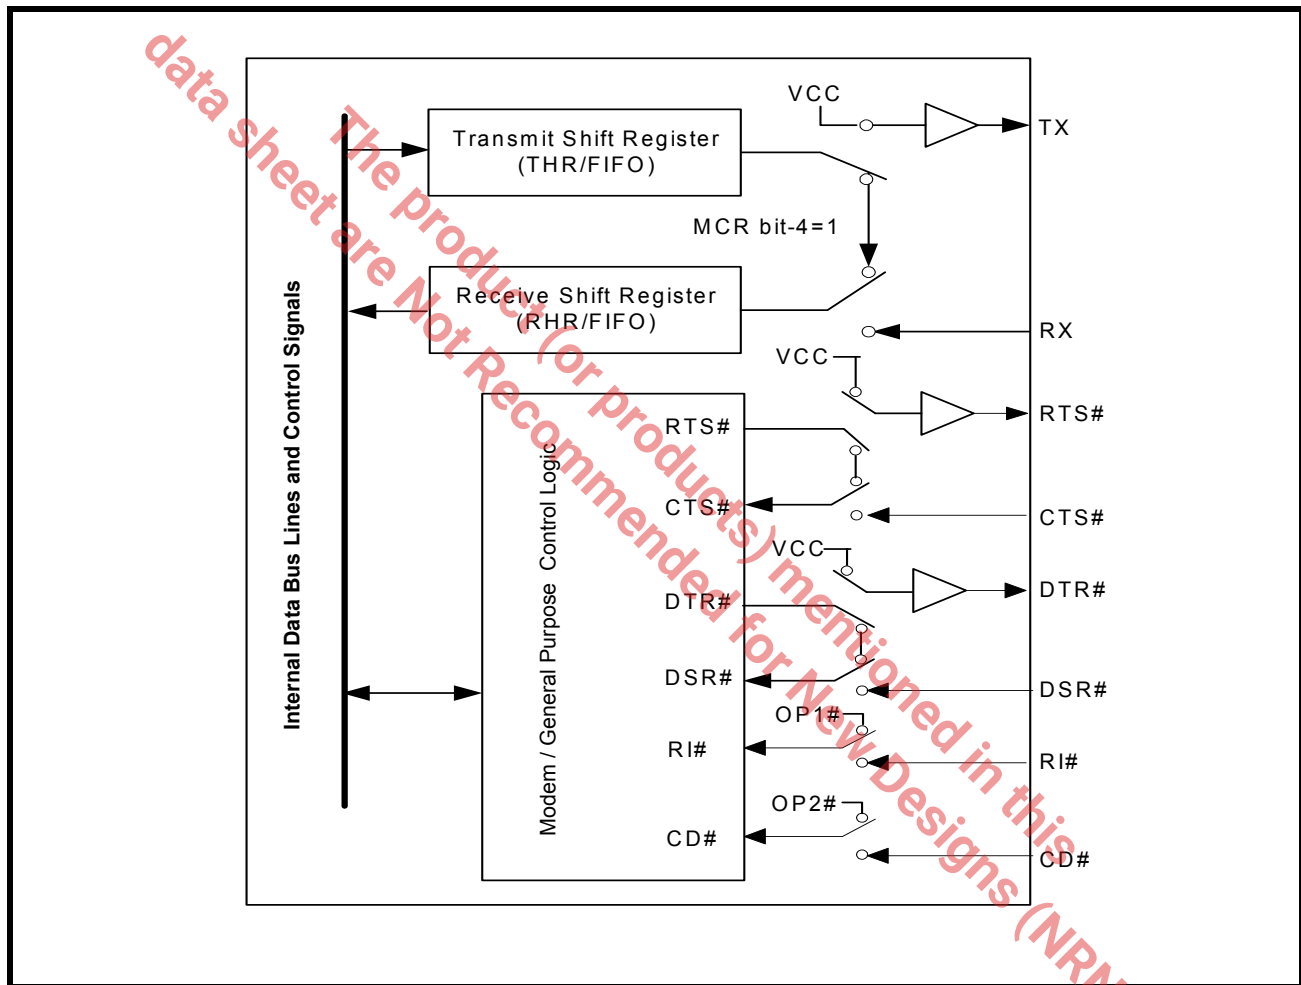 VCC
TX
Transmit Shift Register
(THR/FIFO)
MCR bit-4=1
Receive Shift Register
(RHR/FIFO)
RX
VCC
RTS#
RTS#
CTS#
CTS#
VCC
DTR#
DTR#
DSR#
DSR#
OP1#
RI#
RI#
OP2#
CD#
CD#
Internal Data Bus Lines and Control Signals
Modem / General Purpose Control Logic
The product (or products) mentioned in this
data sheet are Not Recommended for New Designs (NRN